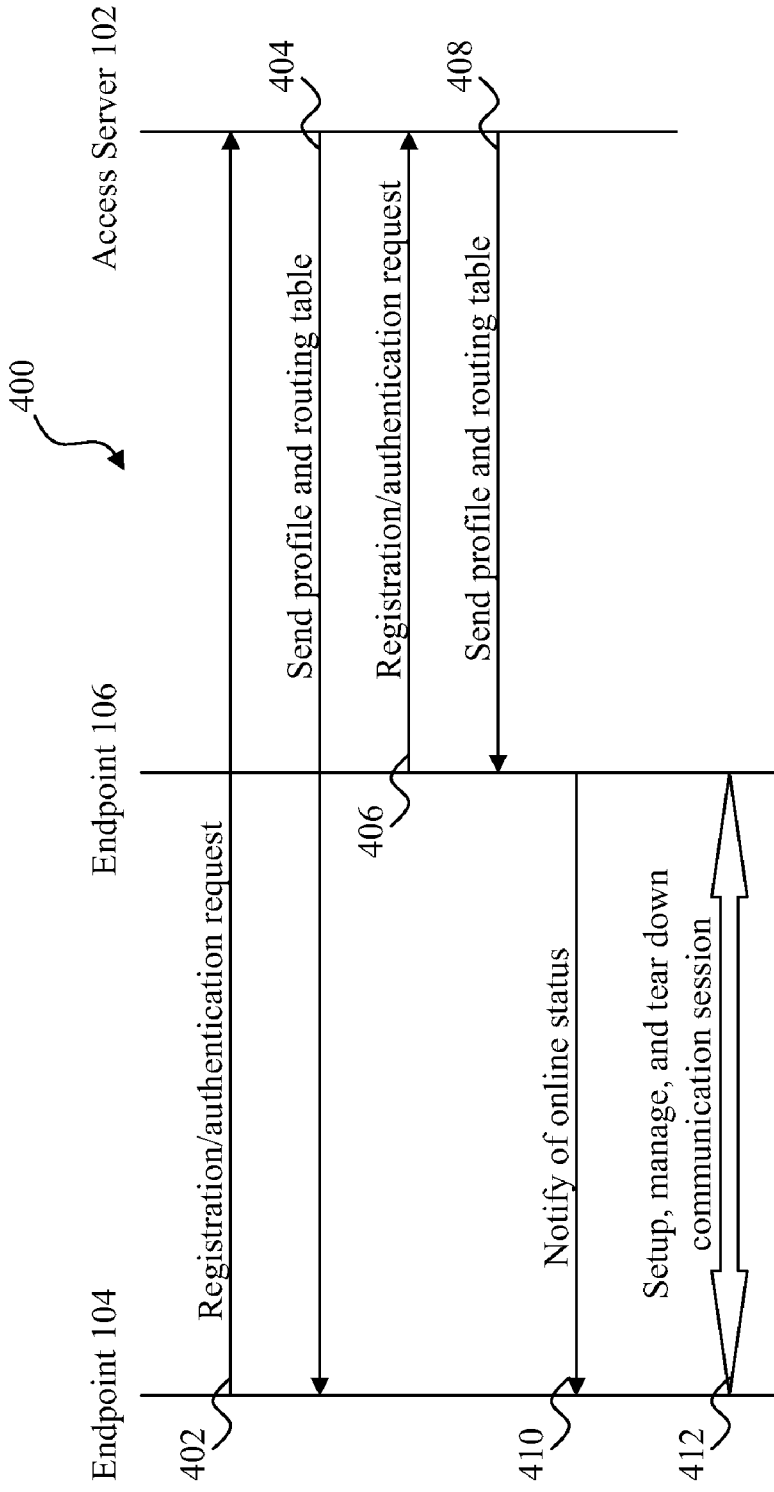 400
Endpoint 104
Endpoint 106
Access Server 102
402
Registration/authentication request
Send profile and routing table
404
406
Registration/authentication request
Send profile and routing table
408
410
Notify of online status
412
Setup, manage, and tear down
communication session